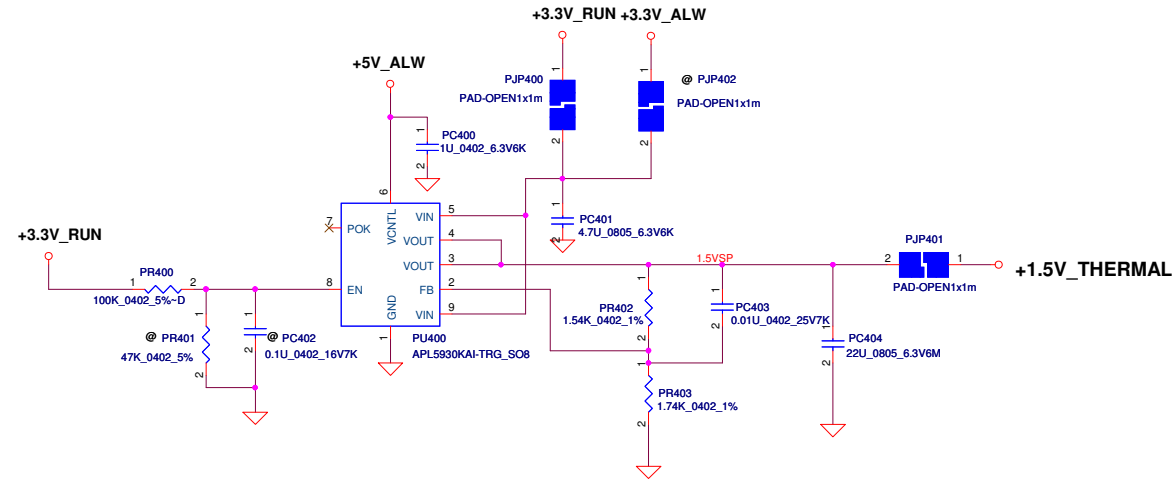 +3.3V_RUN +3.3V_ALW
+5V_ALW
1
1
PJP400
@ PJP402
PAD-OPEN1x1m
PAD-OPEN1x1m
2
2
1
PC400
1U_0402_6.3V6K
2
6
1
PC401
4.7U_0805_6.3V6K
2
7
POK
VCNTL
VIN
5
VOUT
4
VOUT
3
EN
8
FB
2
GND
VIN
9
1
PU400
APL5930KAI-TRG_SO8
+3.3V_RUN
1
PR400
2
100K_0402_5%~D
1
@ PR401
47K_0402_5%
2
1
@ PC402
0.1U_0402_16V7K
2
1.5VSP
1
PR402
1.54K_0402_1%
2
1
PC403
0.01U_0402_25V7K
2
1
PR403
1.74K_0402_1%
2
1
PC404
22U_0805_6.3V6M
2
PJP401
2
1
PAD-OPEN1x1m
+1.5V_THERMAL